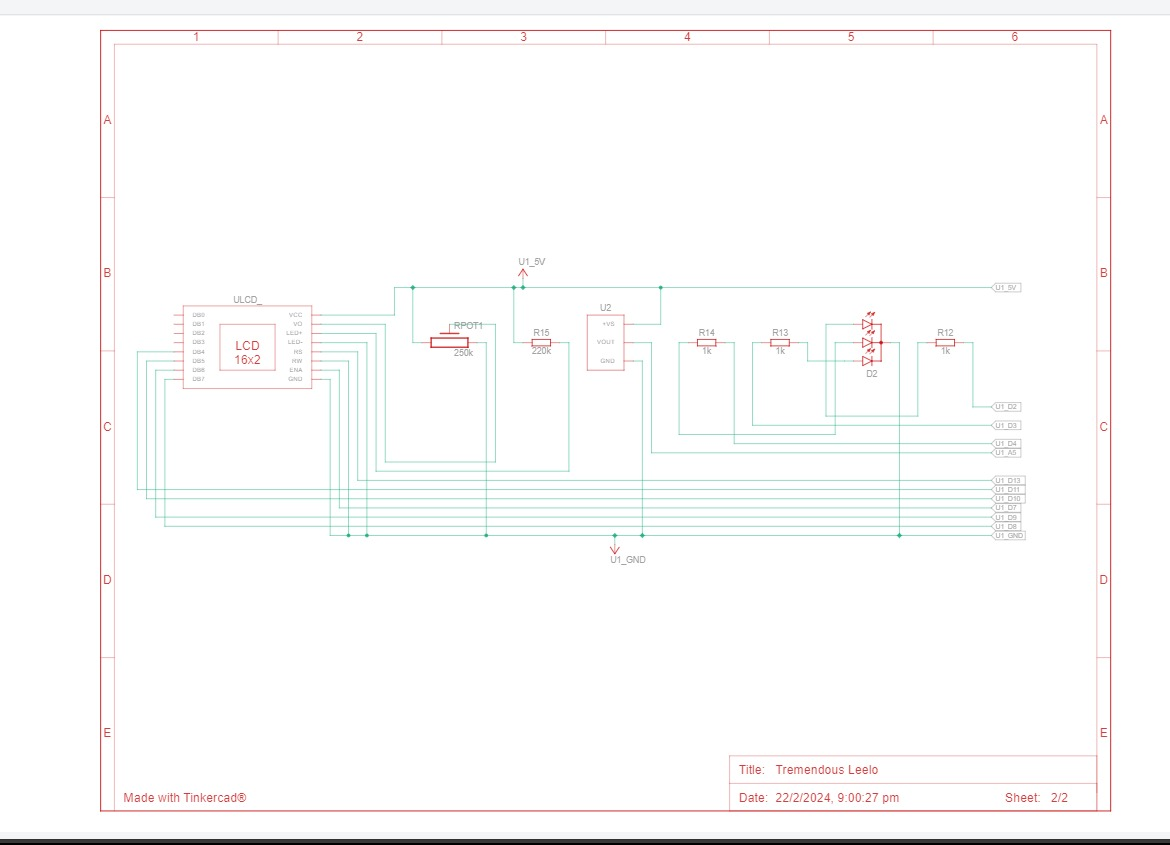 1 2 3 4 5 6
A A
U1_5V
B B
U1_5V
ULCD_
U2
DB0 VCC
DB1 VO
DB2 LED+
DB3 LED-
DB4 RS
DB5 RW
DB6 ENA
DB7 GND
LCD
16x2
RPOT1
250k
R15
220k
+VS
VOUT
GND
R14
1k
R13
1k
D2
R12
1k
U1_D2
C C
U1_D3
U1_D4
U1_A5
U1_D13
U1_D11
U1_D10
U1_D7
U1_D9
U1_D8
U1_GND
U1_GND
D D
E E
Title: Tremendous Leelo
Made with Tinkercad®
Date: 22/2/2024, 9:00:27 pm Sheet: 2/2